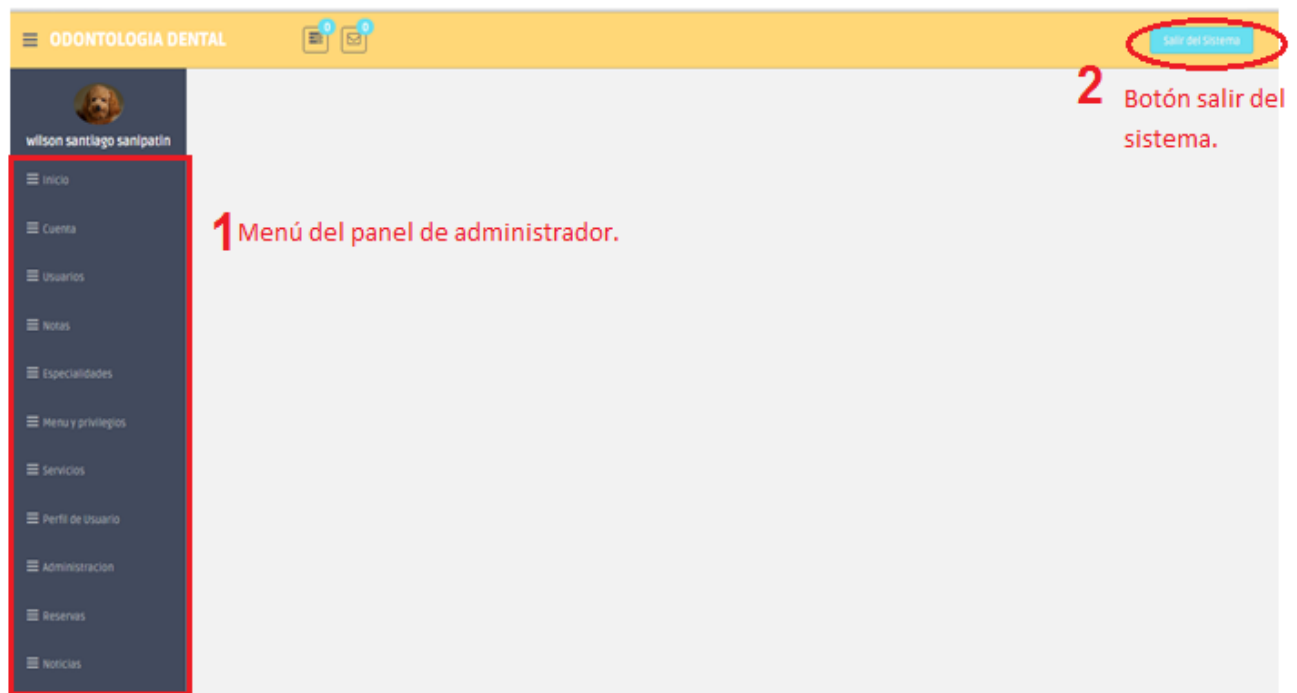 ODONTOLOGIA DENTAL
0
0
Salir del Sistema
2
Botón salir del
sistema.
wilson santiago sanipatin
Inicio
Cuenta
1 Menú del panel de administrador.
Usuarios
Notas
Especialidades
Menu y privilegios
Servicios
Perfil de Usuario
Administracion
Reservas
Noticias